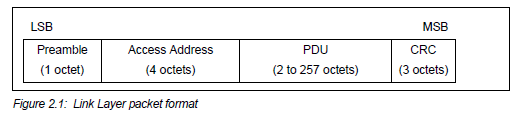 LSB MSB
Preamble Access Address PDU CRC
(1 octet) (4 octets) (2 to 257 octets) (3 octets)
Figure 2.1: Link Layer packet format